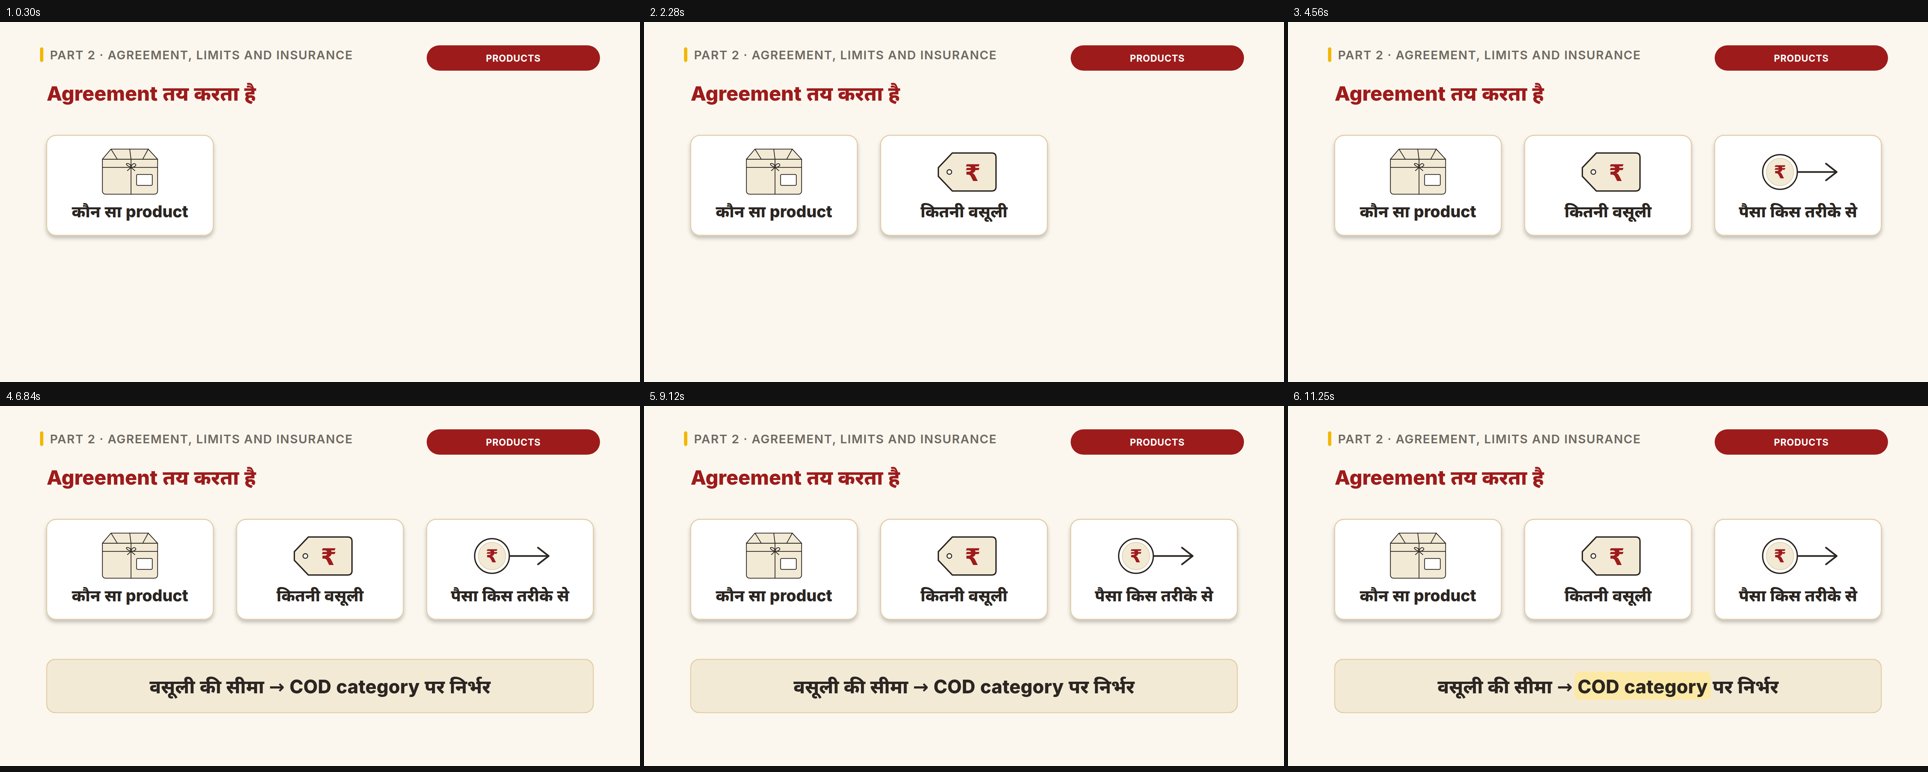 1. 0.30s
PART 2 · AGREEMENT, LIMITS AND INSURANCE
PRODUCTS
Agreement तय करता है
कौन सा product
2. 2.28s
PART 2 · AGREEMENT, LIMITS AND INSURANCE
PRODUCTS
Agreement तय करता है
₹
कौन सा product
कितनी वसूली
3. 4.56s
PART 2 · AGREEMENT, LIMITS AND INSURANCE
PRODUCTS
Agreement तय करता है
₹
₹
कौन सा product
कितनी वसूली
पैसा किस तरीके से
4. 6.84s
PART 2 · AGREEMENT, LIMITS AND INSURANCE
PRODUCTS
Agreement तय करता है
₹
₹
कौन सा product
कितनी वसूली
पैसा किस तरीके से
वसूली की सीमा → COD category पर निर्भर
5. 9.12s
PART 2 · AGREEMENT, LIMITS AND INSURANCE
PRODUCTS
Agreement तय करता है
₹
₹
कौन सा product
कितनी वसूली
पैसा किस तरीके से
वसूली की सीमा → COD category पर निर्भर
6. 11.25s
PART 2 · AGREEMENT, LIMITS AND INSURANCE
PRODUCTS
Agreement तय करता है
₹
₹
कौन सा product
कितनी वसूली
पैसा किस तरीके से
वसूली की सीमा → COD category पर निर्भर